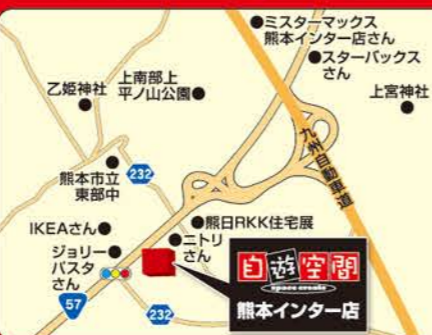 ミスターマックス
熊本インター店さん
スターバックス
さん
乙姫神社
上南部上
平ノ山公園
上宮神社
九州自動車道
熊本市立
東部中
232
IKEAさん
熊日RKK住宅展
ニトリ
さん
ジョリー
パスタ
さん
自遊空間
space create
熊本インター店
57
232